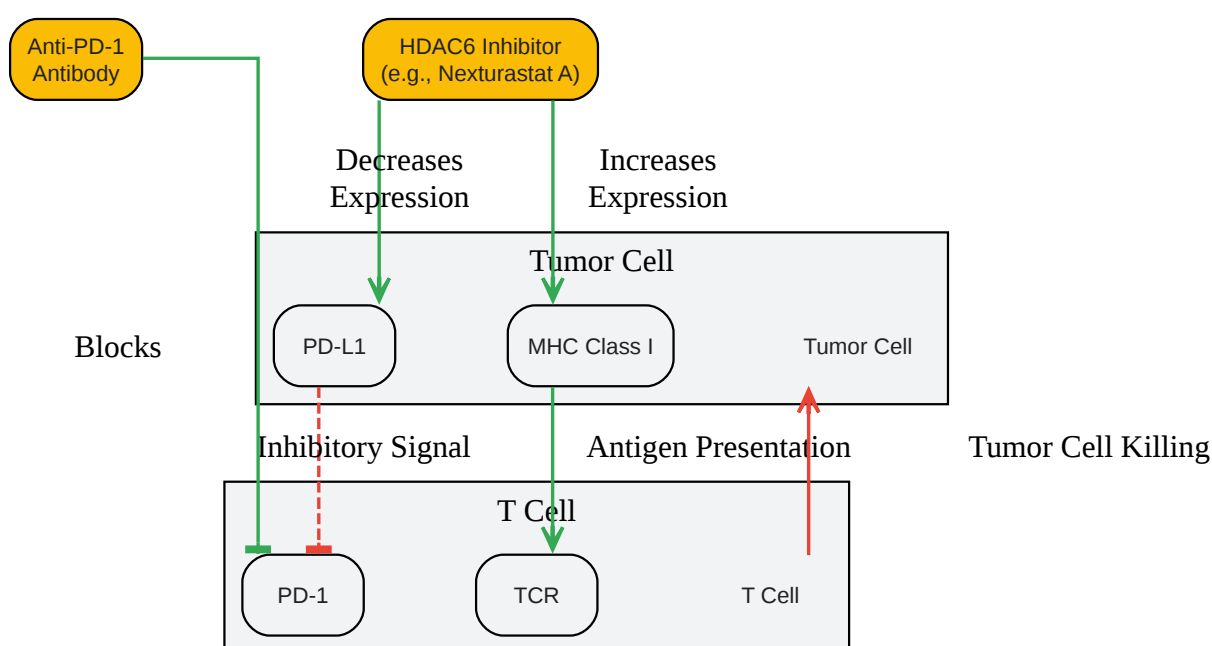 Anti-PD-1
Antibody
HDAC6 Inhibitor
(e.g., Nexturastat A)
Decreases
Expression
Increases
Expression
Tumor Cell
Blocks
PD-L1
MHC Class I
Tumor Cell
Inhibitory Signal
Antigen Presentation
Tumor Cell Killing
T Cell
PD-1
TCR
T Cell